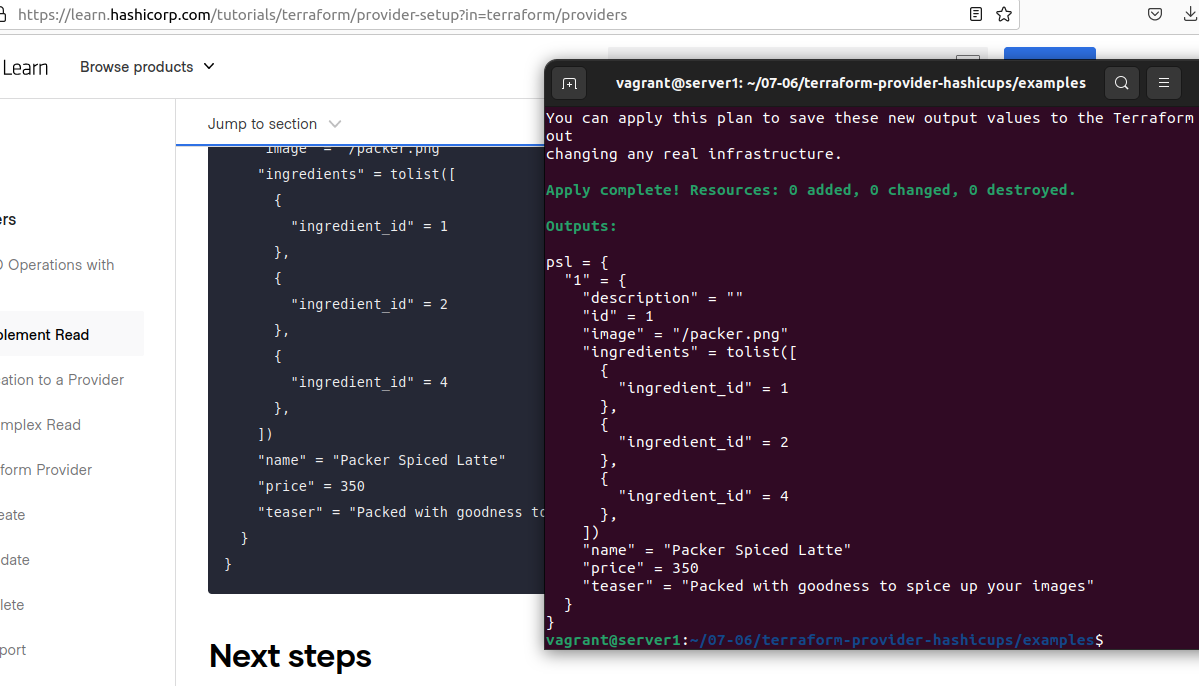 https://learn.hashicorp.com/tutorials/terraform/provider-setup?in=terraform/providers
Learn
Browse products
Jump to section
ers
D Operations with
plement Read
ation to a Provider
mplex Read
form Provider
eate
date
lete
port
"image" = "/packer.png"
"ingredients" = tolist([
{
"ingredient_id" = 1
},
{
"ingredient_id" = 2
},
{
"ingredient_id" = 4
},
])
"name" = "Packer Spiced Latte"
"price" = 350
"teaser" = "Packed with goodness to
}
}
Next steps
vagrant@server1: ~/07-06/terraform-provider-hashicups/examples
You can apply this plan to save these new output values to the Terraform
out
changing any real infrastructure.
Apply complete! Resources: 0 added, 0 changed, 0 destroyed.
Outputs:
psl = {
"1" = {
"description" = ""
"id" = 1
"image" = "/packer.png"
"ingredients" = tolist([
{
"ingredient_id" = 1
},
{
"ingredient_id" = 2
},
{
"ingredient_id" = 4
},
])
"name" = "Packer Spiced Latte"
"price" = 350
"teaser" = "Packed with goodness to spice up your images"
}
}
vagrant@server1:~/07-06/terraform-provider-hashicups/examples$